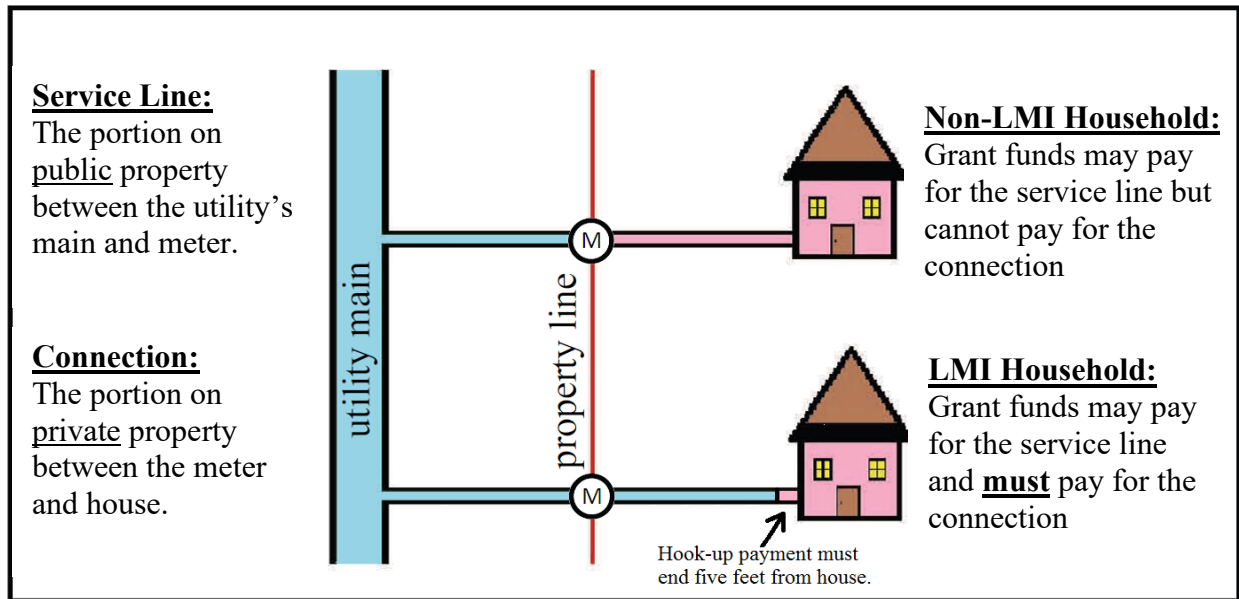 Service Line:
The portion on
public property
between the utility’s
main and meter.
Connection:
The portion on
private property
between the meter
and house.
utility main
property line
M
M
Non-LMI Household:
Grant funds may pay
for the service line but
cannot pay for the
connection
LMI Household:
Grant funds may pay
for the service line
and must pay for the
connection
Hook-up payment must
end five feet from house.